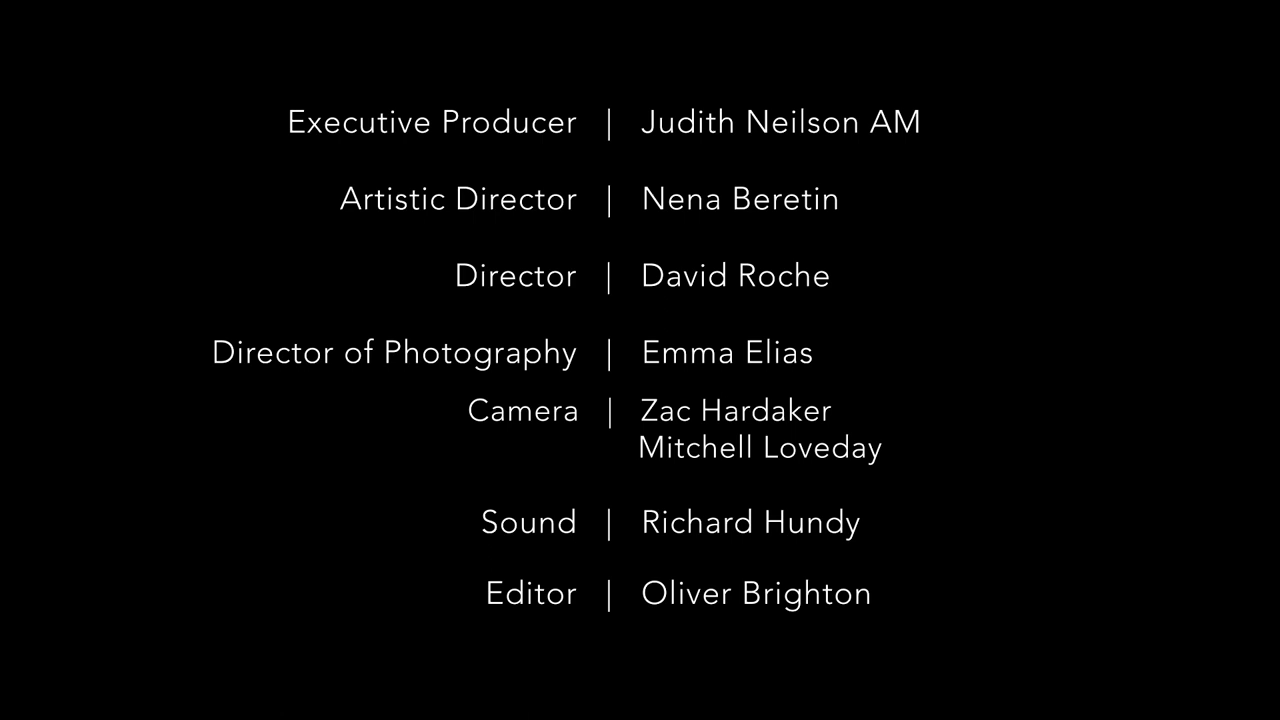 Executive Producer | Judith Neilson AM
Artistic Director | Nena Beretin
Director | David Roche
Director of Photography | Emma Elias
Camera | Zac Hardaker
Mitchell Loveday
Sound | Richard Hundy
Editor | Oliver Brighton